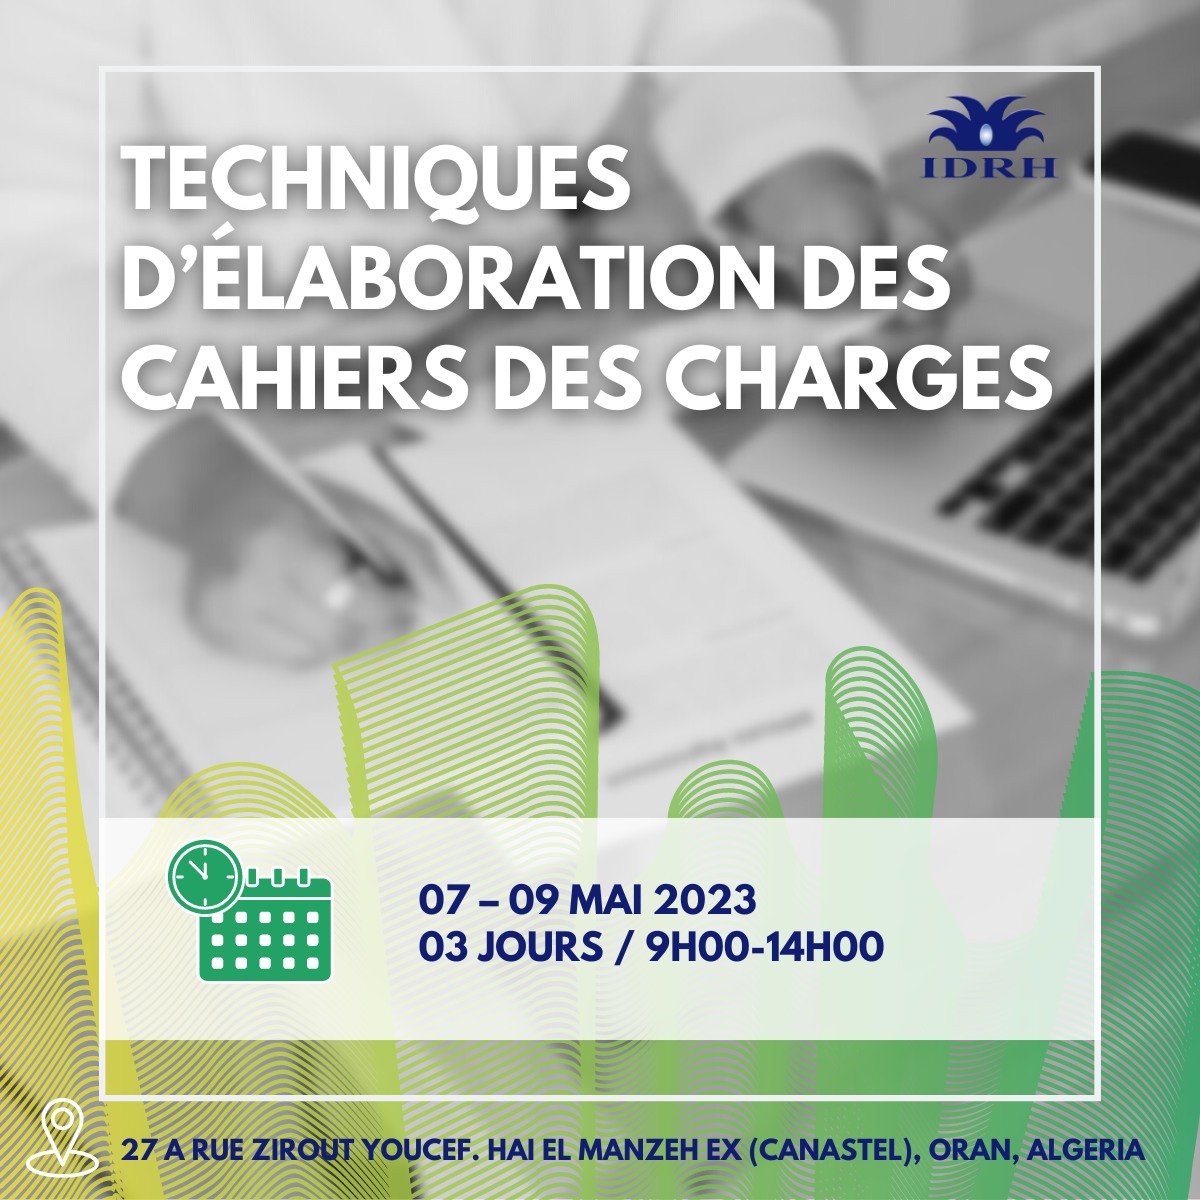 IDRH
TECHNIQUES
D’ÉLABORATION DES
CAHIERS DES CHARGES
07 – 09 MAI 2023
03 JOURS / 9H00-14H00
27 A RUE ZIROUT YOUCEF. HAI EL MANZEH EX (CANASTEL), ORAN, ALGERIA